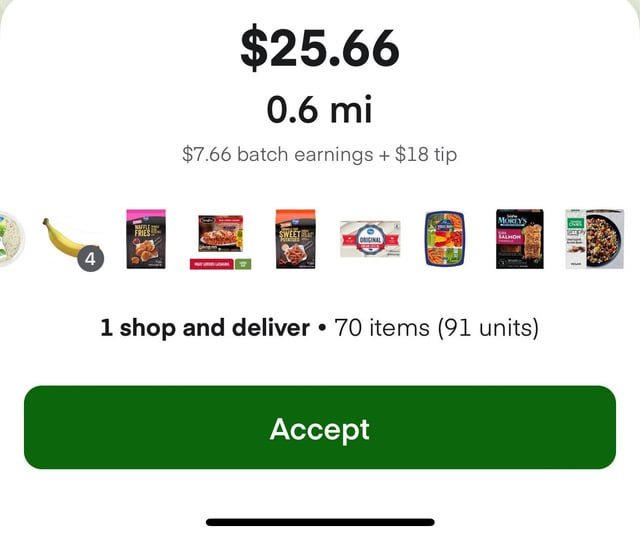 $25.66
0.6 mi
$7.66 batch earnings + $18 tip
4
WAFFLE
FRIES
SWEET
POTATOES
ORIGINAL
MOREY'S
SALMON
1 shop and deliver • 70 items (91 units)
Accept